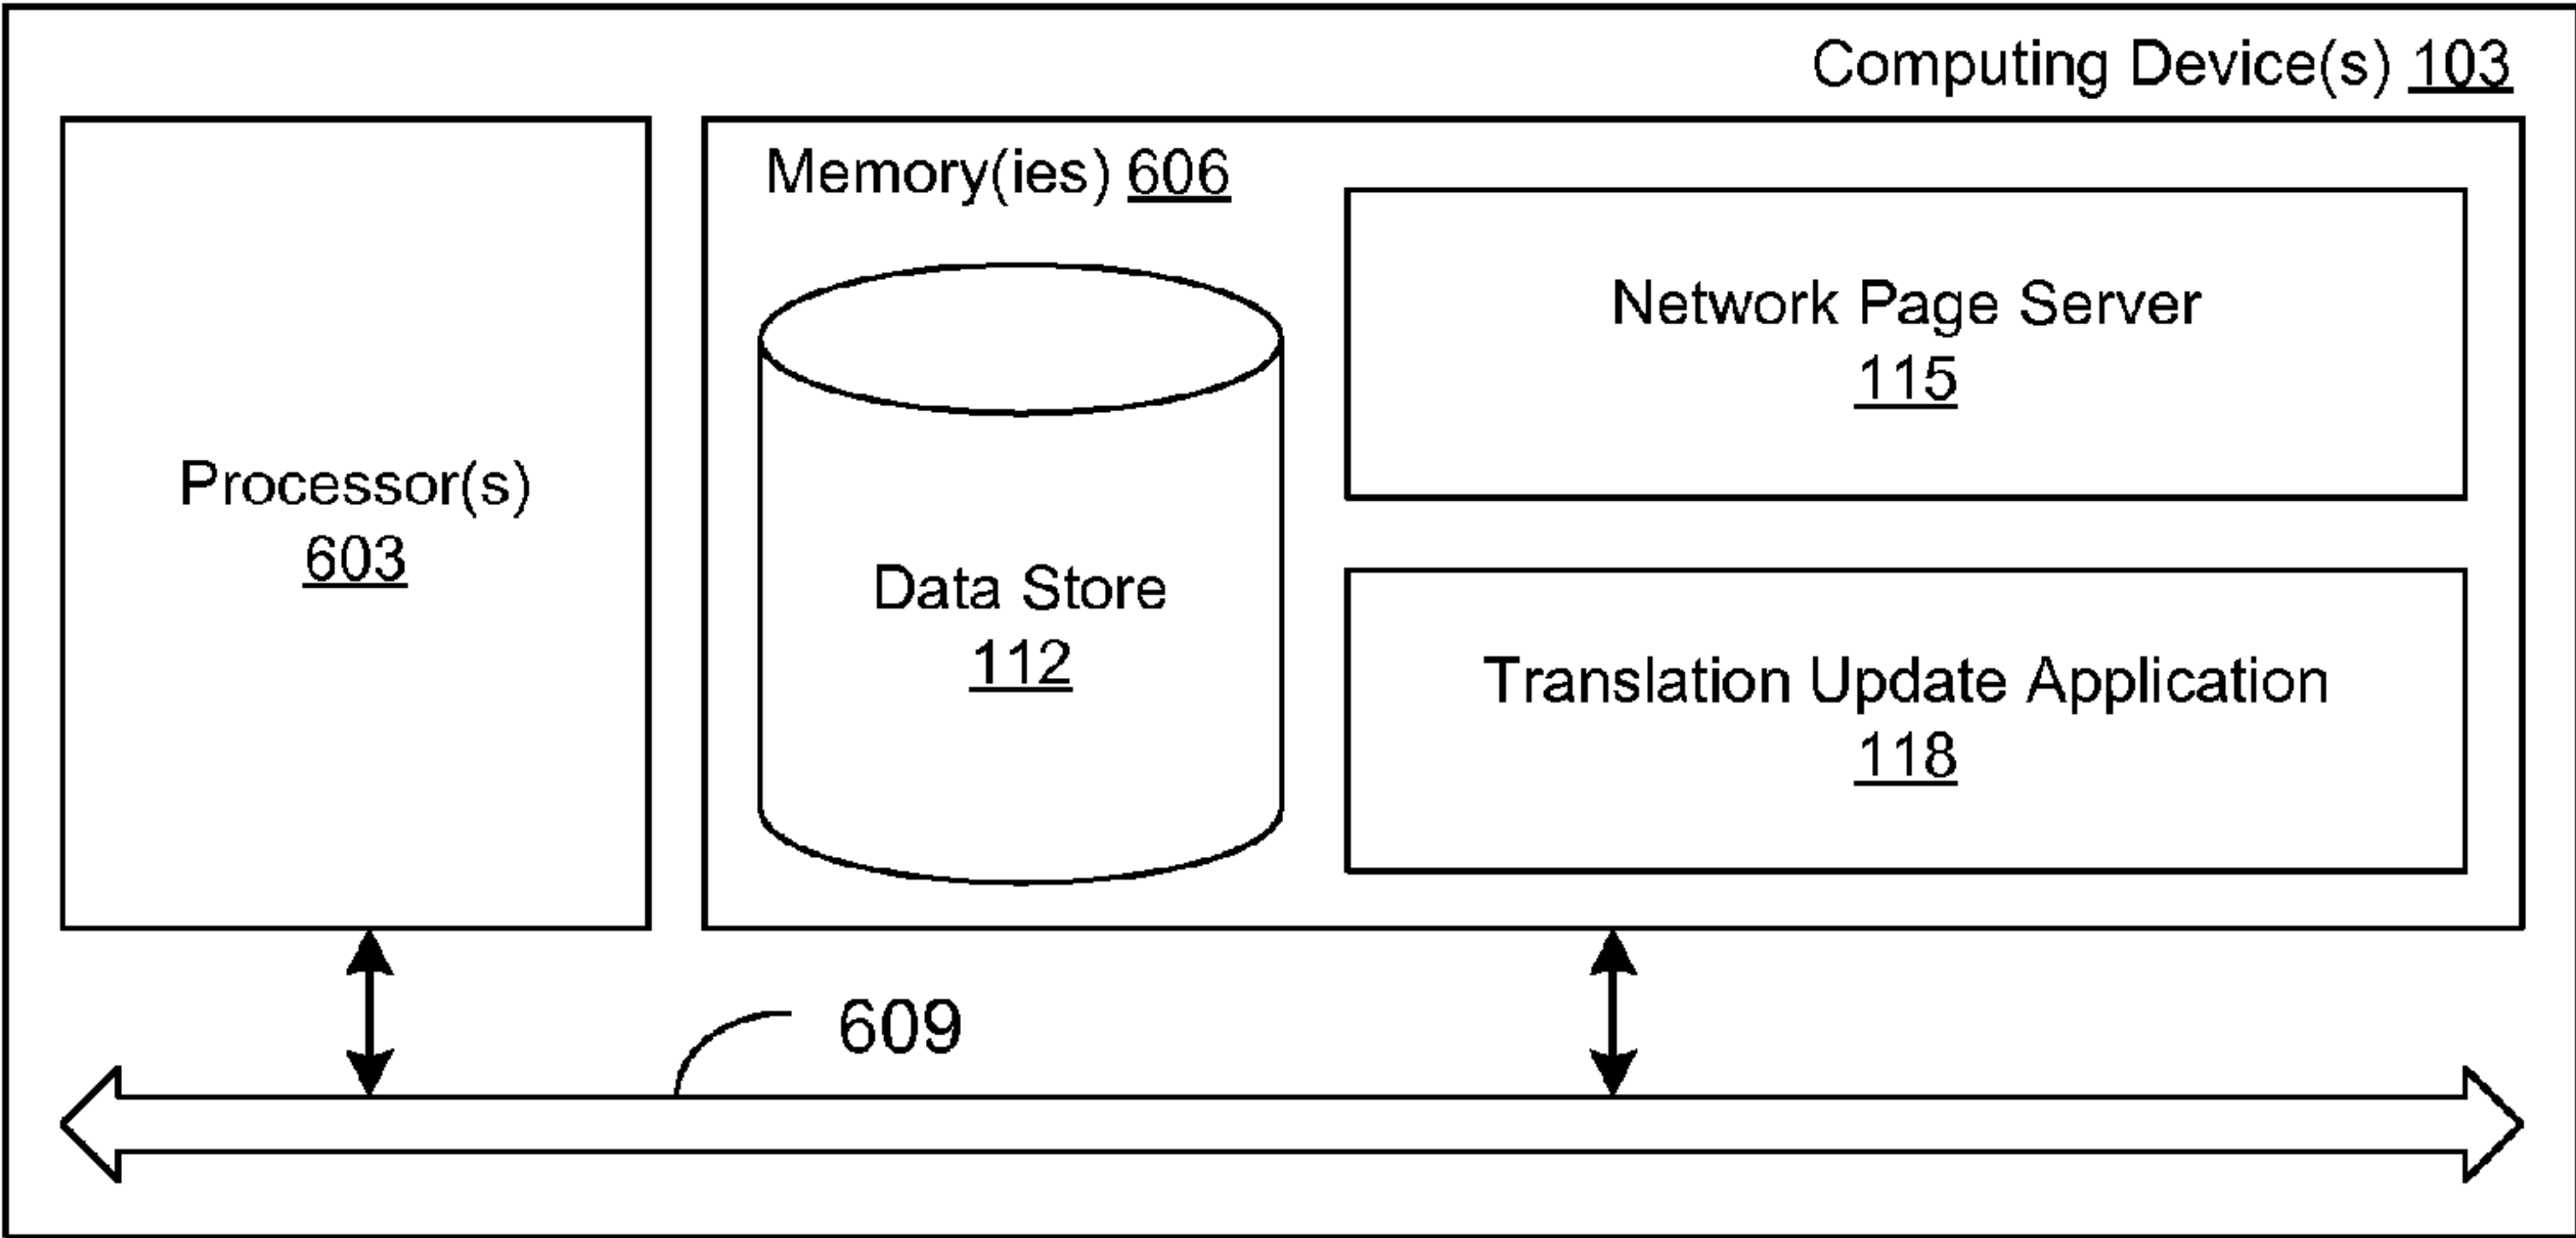 Computing Device(s) 103
Memory(ies) 606
Network Page Server
115
Processor(s)
603
Data Store
112
Translation Update Application
118
609